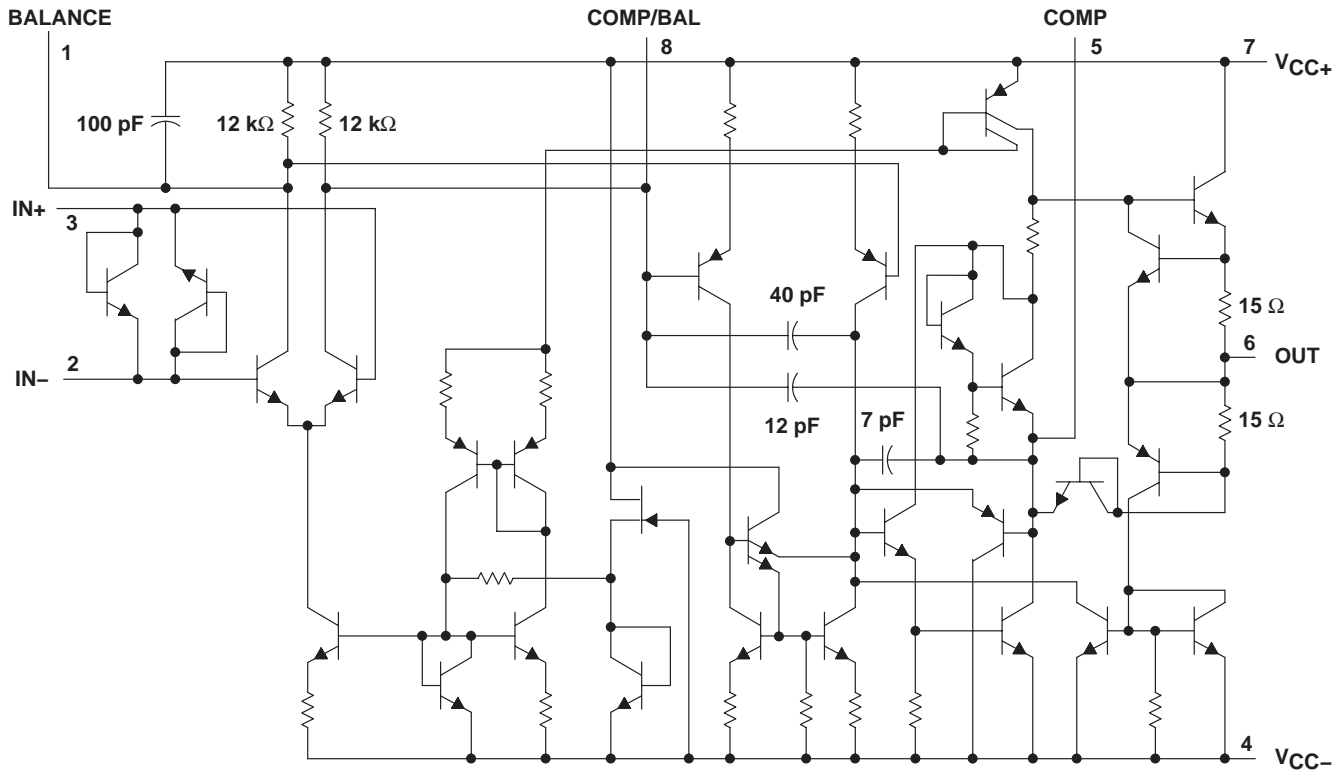 BALANCE
COMP/BAL
COMP
1
8
5
7
VCC+
100 pF
12 kΩ
12 kΩ
IN+
3
40 pF
15 Ω
6
OUT
2
IN−
12 pF
7 pF
15 Ω
4
VCC−